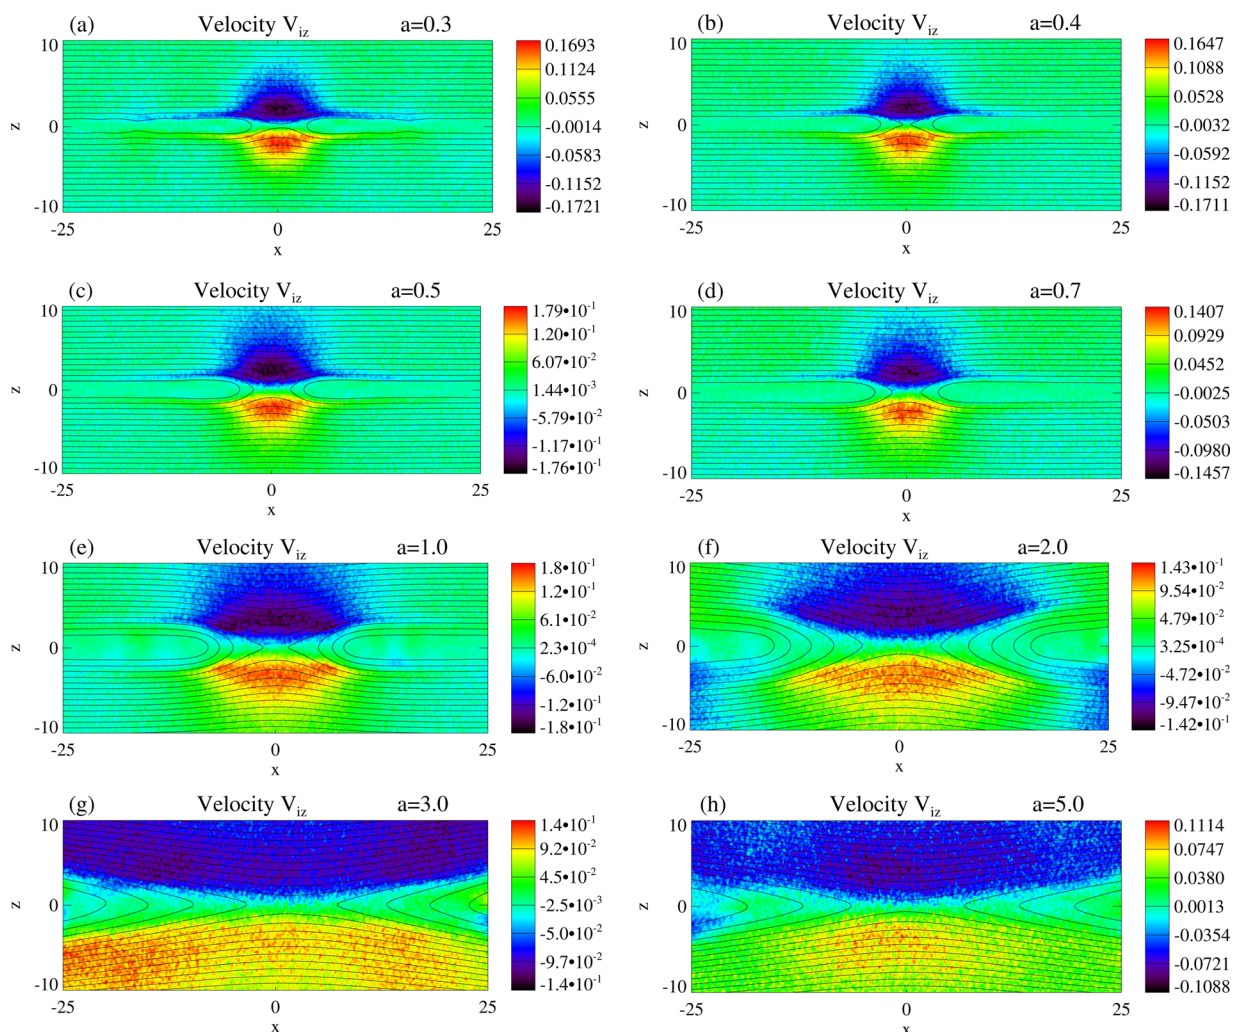 (a) Velocity V_iz a=0.3
10
z
0
-10
-25 0 25
x
0.1693
0.1124
0.0555
-0.0014
-0.0583
-0.1152
-0.1721
(b) Velocity V_iz a=0.4
10
z
0
-10
-25 0 25
x
0.1647
0.1088
0.0528
-0.0032
-0.0592
-0.1152
-0.1711
(c) Velocity V_iz a=0.5
10
z
0
-10
-25 0 25
x
1.79•10^-1
1.20•10^-1
6.07•10^-2
1.44•10^-3
-5.79•10^-2
-1.17•10^-1
-1.76•10^-1
(d) Velocity V_iz a=0.7
10
z
0
-10
-25 0 25
x
0.1407
0.0929
0.0452
-0.0025
-0.0503
-0.0980
-0.1457
(e) Velocity V_iz a=1.0
10
z
0
-10
-25 0 25
x
1.8•10^-1
1.2•10^-1
6.1•10^-2
2.3•10^-4
-6.0•10^-2
-1.2•10^-1
-1.8•10^-1
(f) Velocity V_iz a=2.0
10
z
0
-10
-25 0 25
x
1.43•10^-1
9.54•10^-2
4.79•10^-2
3.25•10^-4
-4.72•10^-2
-9.47•10^-2
-1.42•10^-1
(g) Velocity V_iz a=3.0
10
z
0
-10
-25 0 25
x
1.4•10^-1
9.2•10^-2
4.5•10^-2
-2.5•10^-3
-5.0•10^-2
-9.7•10^-2
-1.4•10^-1
(h) Velocity V_iz a=5.0
10
z
0
-10
-25 0 25
x
0.1114
0.0747
0.0380
0.0013
-0.0354
-0.0721
-0.1088